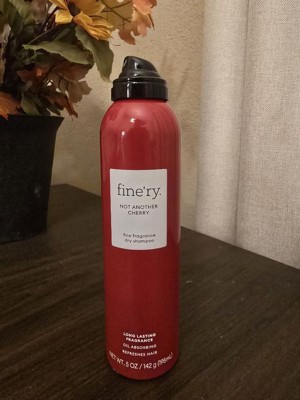 fine'ry.
NOT ANOTHER
CHERRY
fine fragrance
dry shampoo
LONG LASTING
FRAGRANCE
OIL ABSORBING
REFRESHES HAIR
NET WT. 5 OZ / 142 g (196mL)